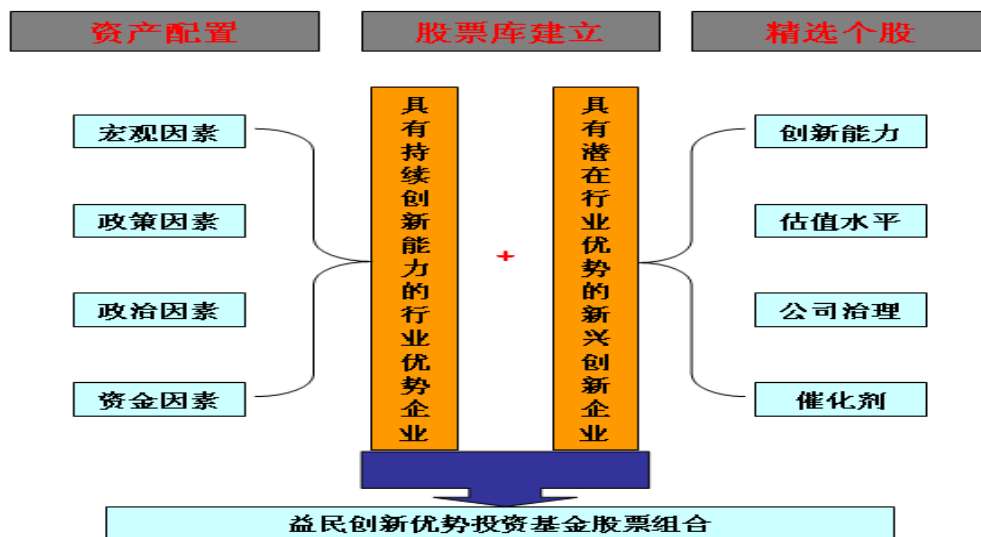 资产配置
股票库建立
精选个股
宏观因素
政策因素
政治因素
资金因素
具有持续创新能力的行业优势企业
+
具有潜在行业优势的新兴创新企业
创新能力
估值水平
公司治理
催化剂
益民创新优势投资基金股票组合